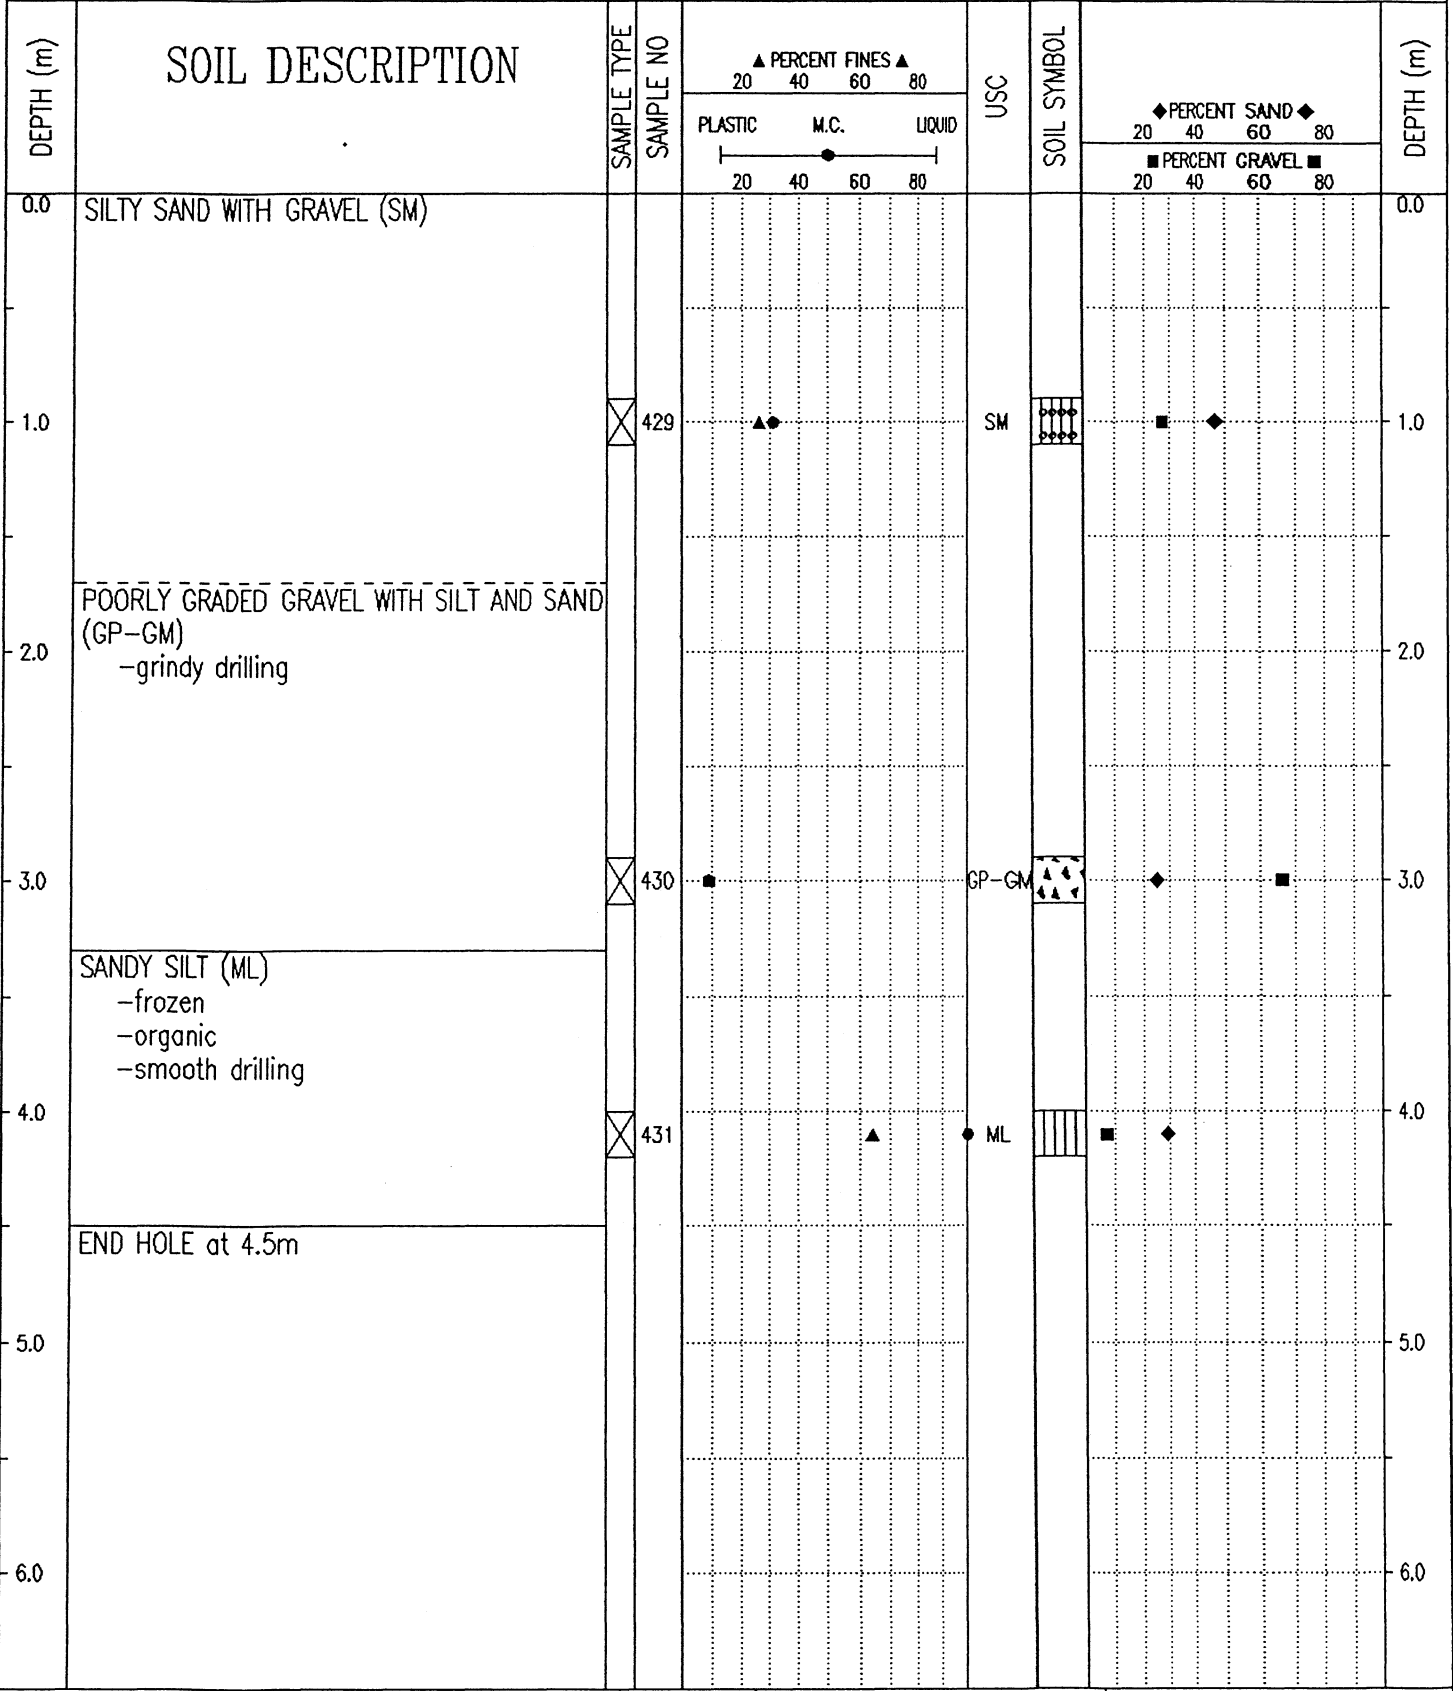 DEPTH (m)
SOIL DESCRIPTION
SAMPLE TYPE
SAMPLE NO
▲ PERCENT FINES ▲
20 40 60 80
PLASTIC M.C. LIQUID
20 40 60 80
USC
SOIL SYMBOL
◆PERCENT SAND◆
20 40 60 80
■PERCENT GRAVEL■
20 40 60 80
DEPTH (m)
0.0 SILTY SAND WITH GRAVEL (SM) 0.0
1.0 429 SM 1.0
POORLY GRADED GRAVEL WITH SILT AND SAND
(GP-GM)
2.0 2.0
-grindy drilling
3.0 430 GP-GM 3.0
SANDY SILT (ML)
-frozen
-organic
-smooth drilling
4.0 4.0
431 ML
END HOLE at 4.5m
5.0 5.0
6.0 6.0